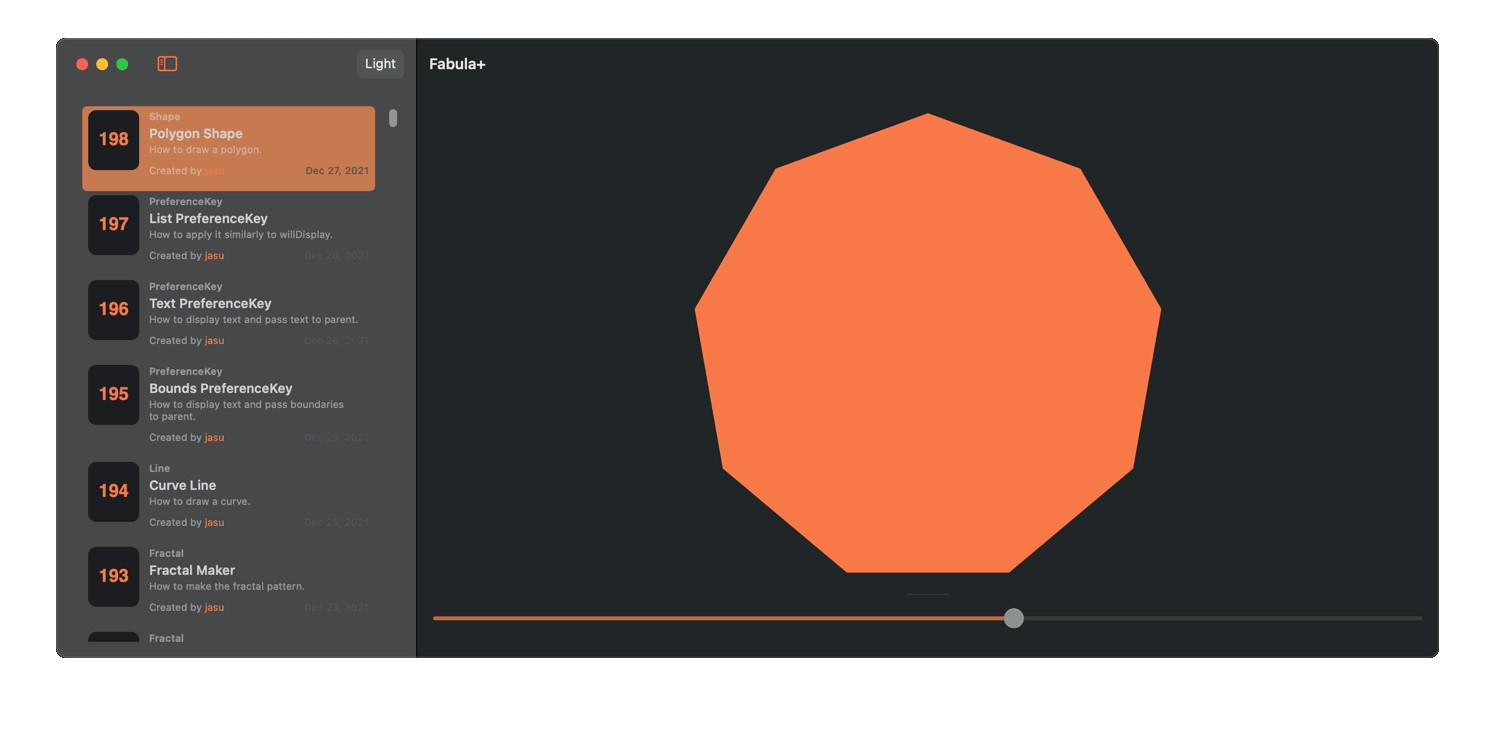 Light
Fabula+
198
Shape
Polygon Shape
How to draw a polygon.
Created by jasu
Dec 27, 2021
197
PreferenceKey
List PreferenceKey
How to apply it similarly to willDisplay.
Created by jasu
Dec 26, 2021
196
PreferenceKey
Text PreferenceKey
How to display text and pass text to parent.
Created by jasu
Dec 26, 2021
195
PreferenceKey
Bounds PreferenceKey
How to display text and pass boundaries
to parent.
Created by jasu
Dec 25, 2021
194
Line
Curve Line
How to draw a curve.
Created by jasu
Dec 25, 2021
193
Fractal
Fractal Maker
How to make the fractal pattern.
Created by jasu
Dec 23, 2021
Fractal